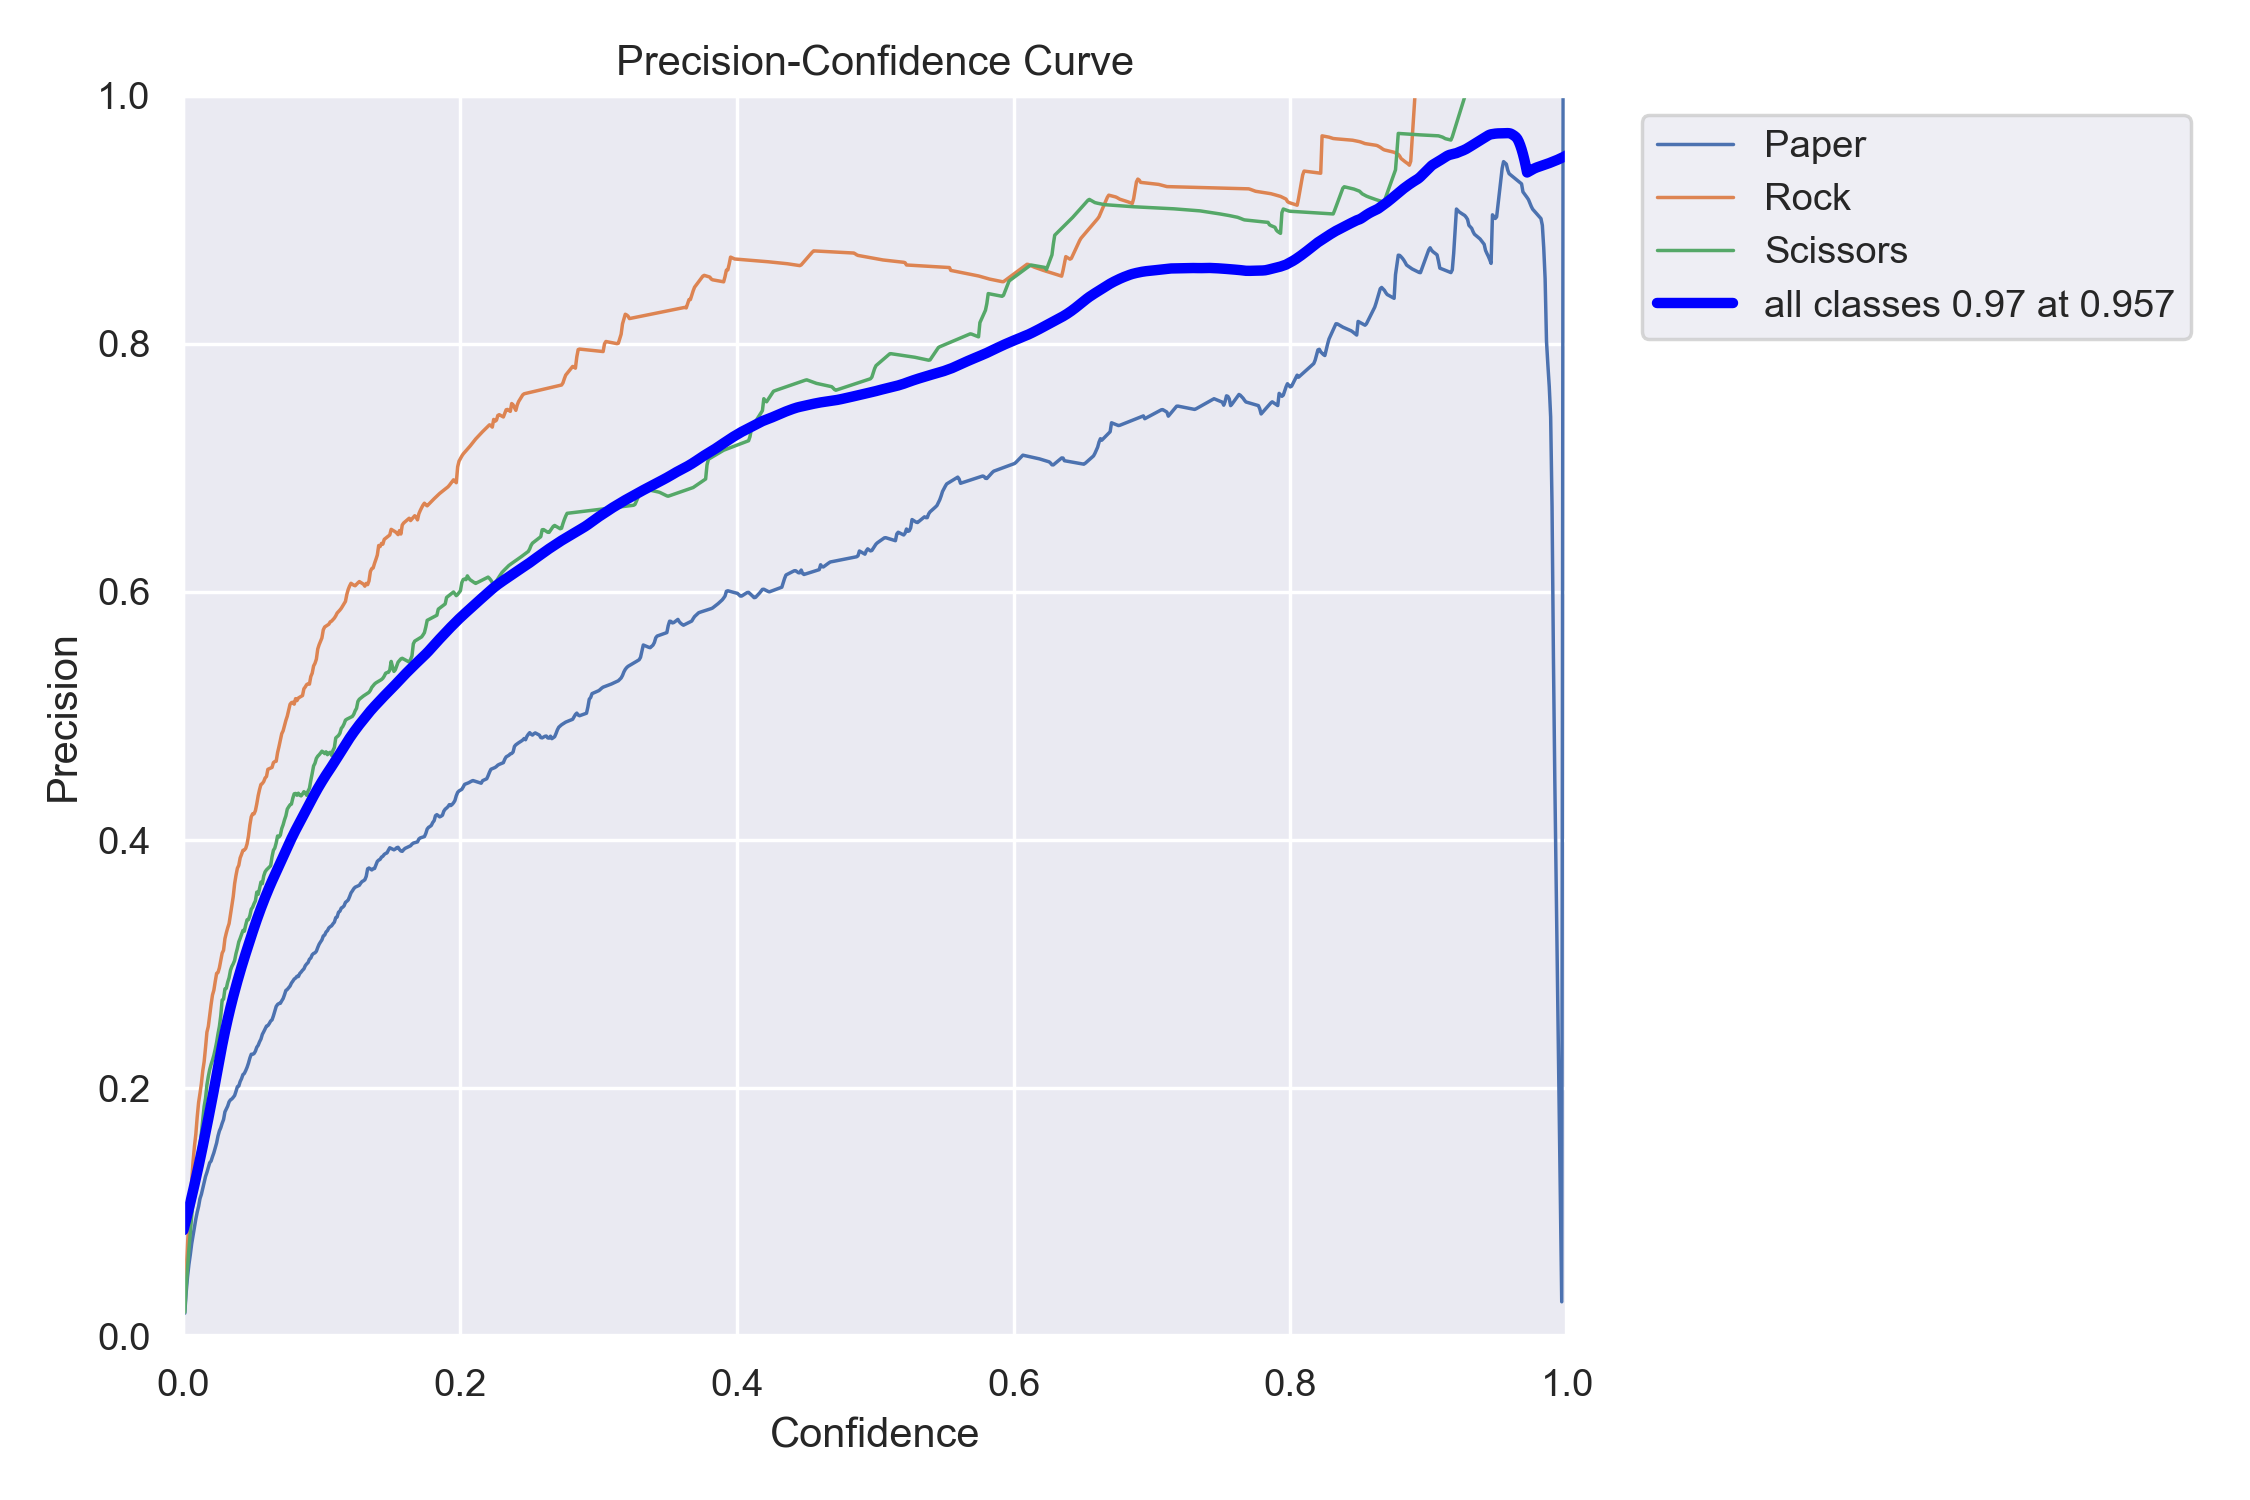 Precision-Confidence Curve
1.0
0.8
0.6
0.4
0.2
0.0
Precision
0.0 0.2 0.4 0.6 0.8 1.0
Confidence
Paper
Rock
Scissors
all classes 0.97 at 0.957